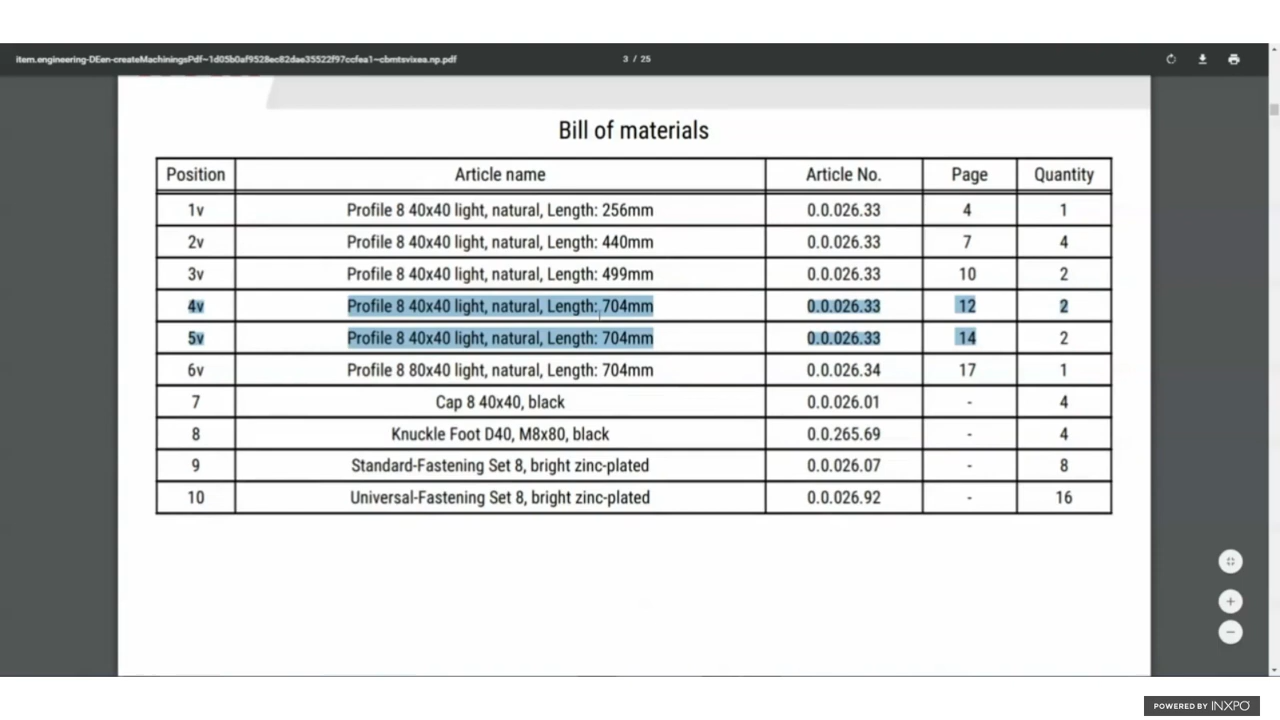 item.engineering-DEen-createMachiningsPdf~1d05b0af9528ec82dae35522f97ccfea1~cbmtsvixea.np.pdf 3 / 25
Bill of materials
Position Article name Article No. Page Quantity
1v Profile 8 40x40 light, natural, Length: 256mm 0.0.026.33 4 1
2v Profile 8 40x40 light, natural, Length: 440mm 0.0.026.33 7 4
3v Profile 8 40x40 light, natural, Length: 499mm 0.0.026.33 10 2
4v Profile 8 40x40 light, natural, Length: 704mm 0.0.026.33 12 2
5v Profile 8 40x40 light, natural, Length: 704mm 0.0.026.33 14 2
6v Profile 8 80x40 light, natural, Length: 704mm 0.0.026.34 17 1
7 Cap 8 40x40, black 0.0.026.01 - 4
8 Knuckle Foot D40, M8x80, black 0.0.265.69 - 4
9 Standard-Fastening Set 8, bright zinc-plated 0.0.026.07 - 8
10 Universal-Fastening Set 8, bright zinc-plated 0.0.026.92 - 16
POWERED BY INXPO